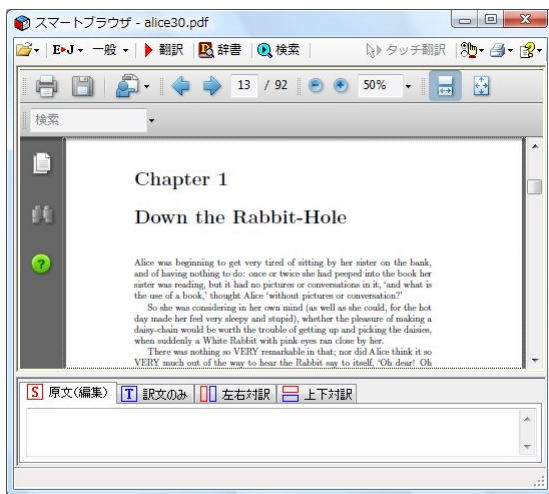 スマートブラウザ - alice30.pdf
E▸J 一般 翻訳 辞書 検索 タッチ翻訳
13 / 92 50%
検索
Chapter 1
Down the Rabbit-Hole
Alice was beginning to get very tired of sitting by her sister on the bank,
and of having nothing to do: once or twice she had peeped into the book her
sister was reading, but it had no pictures or conversations in it, ‘and what is
the use of a book,’ thought Alice ‘without pictures or conversation?’
So she was considering in her own mind (as well as she could, for the hot
day made her feel very sleepy and stupid), whether the pleasure of making a
daisy-chain would be worth the trouble of getting up and picking the daisies,
when suddenly a White Rabbit with pink eyes ran close by her.
There was nothing so VERY remarkable in that; nor did Alice think it so
VERY much out of the way to hear the Rabbit say to itself, ‘Oh dear! Oh
S 原文(編集) T 訳文のみ 左右対訳 上下対訳